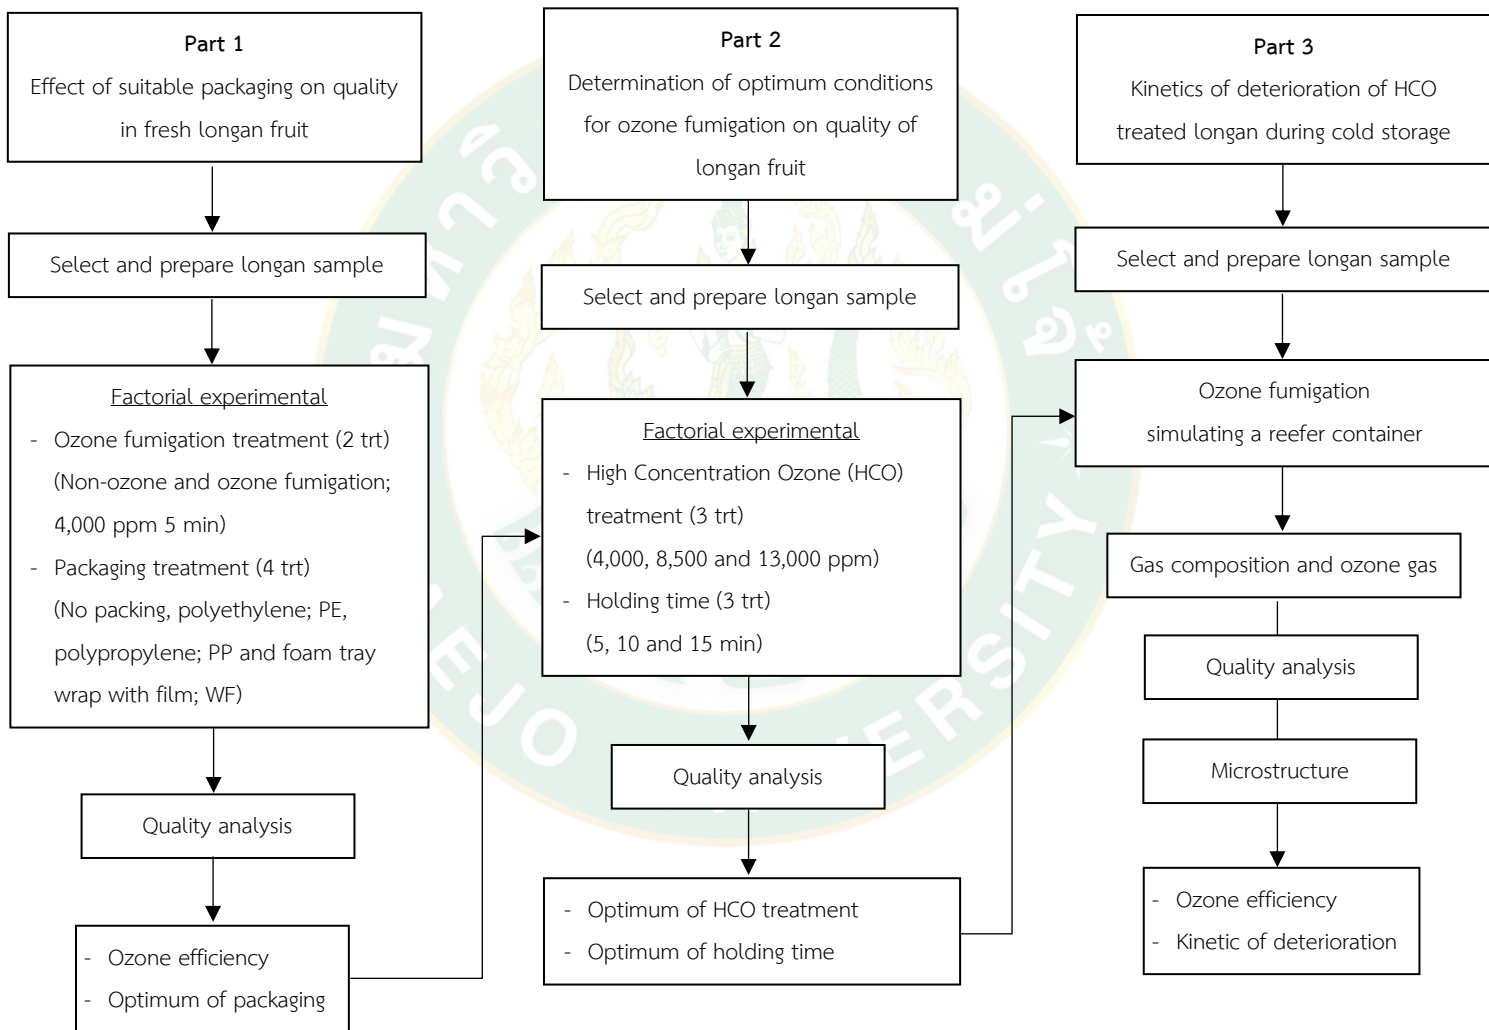 Part 1
Effect of suitable packaging on quality
in fresh longan fruit
Select and prepare longan sample
Factorial experimental
- Ozone fumigation treatment (2 trt)
(Non-ozone and ozone fumigation;
4,000 ppm 5 min)
- Packaging treatment (4 trt)
(No packing, polyethylene; PE,
polypropylene; PP and foam tray
wrap with film; WF)
Quality analysis
- Ozone efficiency
- Optimum of packaging
Part 2
Determination of optimum conditions
for ozone fumigation on quality of
longan fruit
Select and prepare longan sample
Factorial experimental
- High Concentration Ozone (HCO)
treatment (3 trt)
(4,000, 8,500 and 13,000 ppm)
- Holding time (3 trt)
(5, 10 and 15 min)
Quality analysis
- Optimum of HCO treatment
- Optimum of holding time
Part 3
Kinetics of deterioration of HCO
treated longan during cold storage
Select and prepare longan sample
Ozone fumigation
simulating a reefer container
Gas composition and ozone gas
Quality analysis
Microstructure
- Ozone efficiency
- Kinetic of deterioration